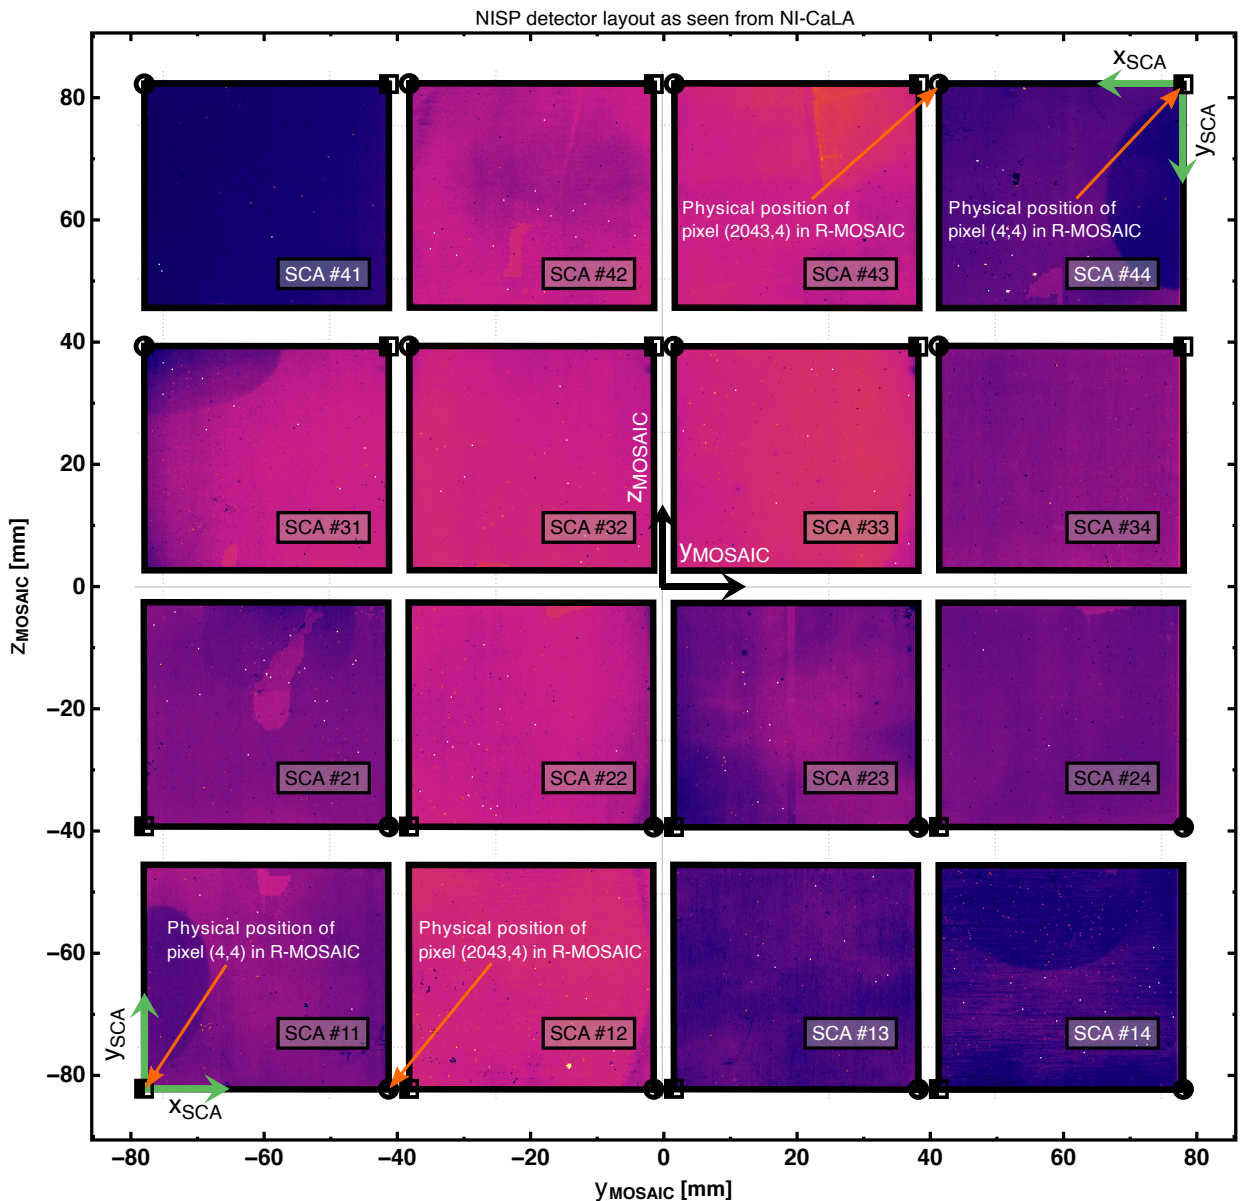 NISP detector layout as seen from NI-CaLA
xSCA
ySCA
80
60
40
20
0
−20
−40
−60
−80
zMOSAIC [mm]
Physical position of
pixel (2043,4) in R-MOSAIC
Physical position of
pixel (4,4) in R-MOSAIC
SCA #41
SCA #42
SCA #43
SCA #44
zMOSAIC
yMOSAIC
SCA #31
SCA #32
SCA #33
SCA #34
SCA #21
SCA #22
SCA #23
SCA #24
Physical position of
pixel (4,4) in R-MOSAIC
Physical position of
pixel (2043,4) in R-MOSAIC
ySCA
SCA #11
SCA #12
SCA #13
SCA #14
xSCA
−80
−60
−40
−20
0
20
40
60
80
yMOSAIC [mm]